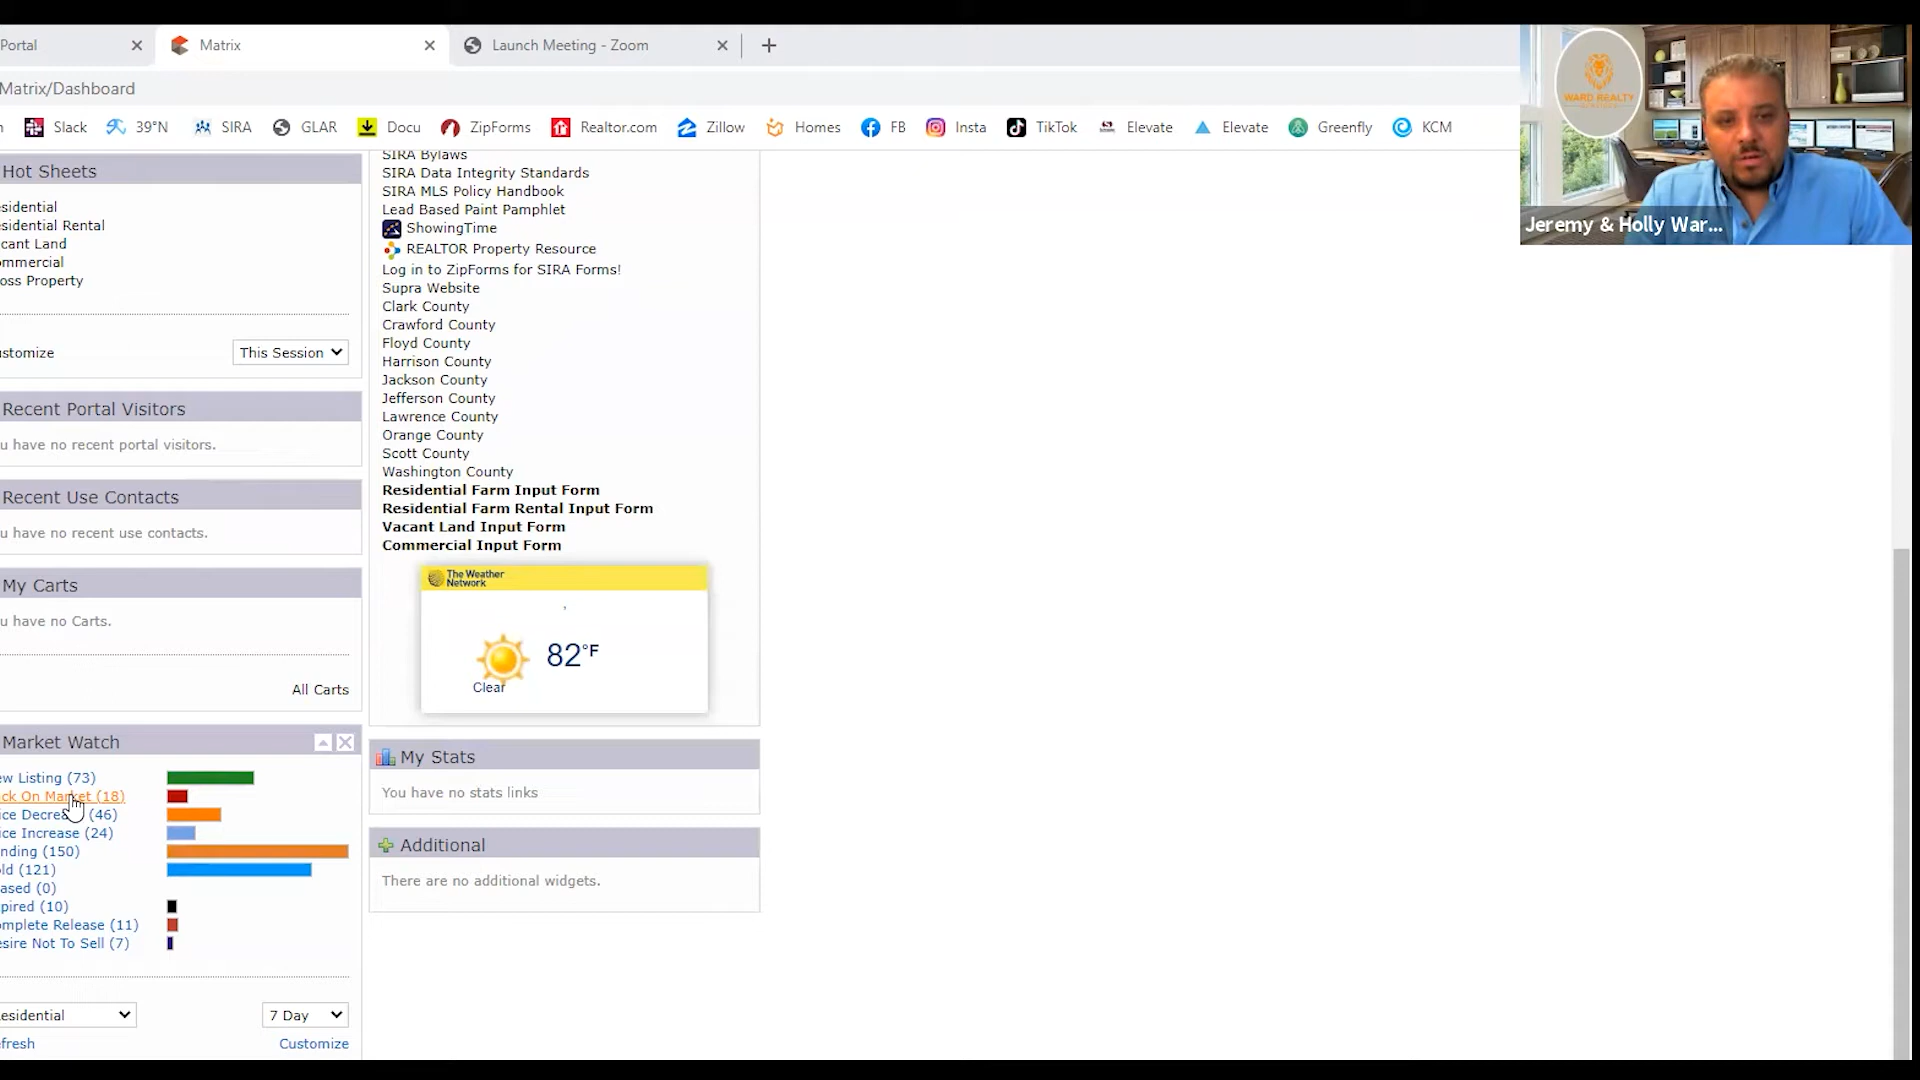 Portal
Matrix
Launch Meeting - Zoom
Matrix/Dashboard
Slack
39°N
SIRA
GLAR
Docu
ZipForms
Realtor.com
Zillow
Homes
FB
Insta
TikTok
Elevate
Elevate
Greenfly
KCM
WARD REALTY
Jeremy & Holly War...
Hot Sheets
sidential
sidential Rental
cant Land
mmercial
oss Property
stomize
This Session
Recent Portal Visitors
u have no recent portal visitors.
Recent Use Contacts
u have no recent use contacts.
My Carts
u have no Carts.
All Carts
Market Watch
ew Listing (73)
ck On Market (18)
ice Decrea (46)
ice Increase (24)
nding (150)
ld (121)
ased (0)
pired (10)
mplete Release (11)
esire Not To Sell (7)
esidential
7 Day
efresh
Customize
SIRA Bylaws
SIRA Data Integrity Standards
SIRA MLS Policy Handbook
Lead Based Paint Pamphlet
ShowingTime
REALTOR Property Resource
Log in to ZipForms for SIRA Forms!
Supra Website
Clark County
Crawford County
Floyd County
Harrison County
Jackson County
Jefferson County
Lawrence County
Orange County
Scott County
Washington County
Residential Farm Input Form
Residential Farm Rental Input Form
Vacant Land Input Form
Commercial Input Form
The Weather
Network
,
82°F
Clear
My Stats
You have no stats links
Additional
There are no additional widgets.